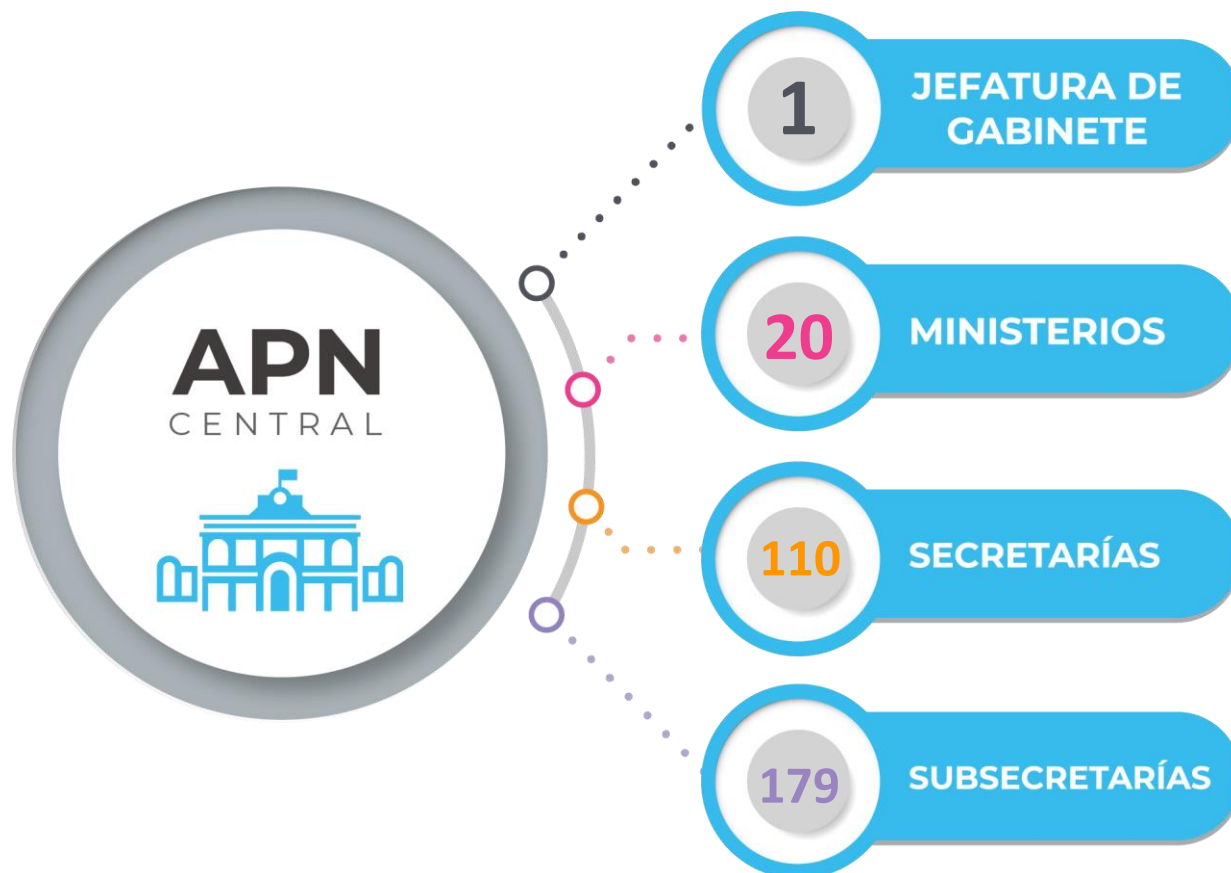 APN
CENTRAL
1
JEFATURA DE
GABINETE
20
MINISTERIOS
110
SECRETARÍAS
179
SUBSECRETARÍAS